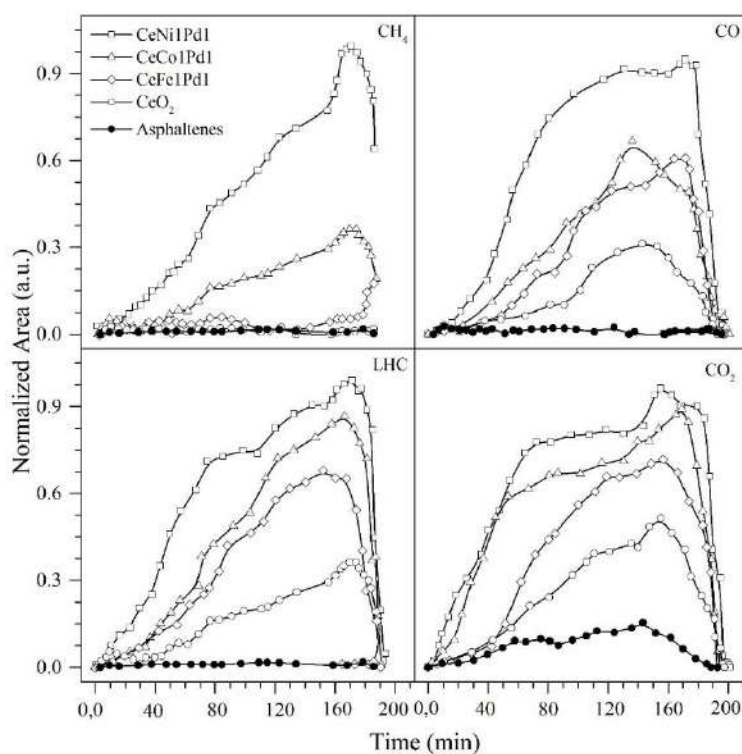 CeNi1Pd1
CeCo1Pd1
CeFe1Pd1
CeO₂
Asphaltenes
CH₄
CO
0.9
0.6
0.3
0.0
LHC
CO₂
0.9
0.6
0.3
0.0
0,0 40 80 120 160 200
0,0 40 80 120 160 200
Normalized Area (a.u.)
Time (min)